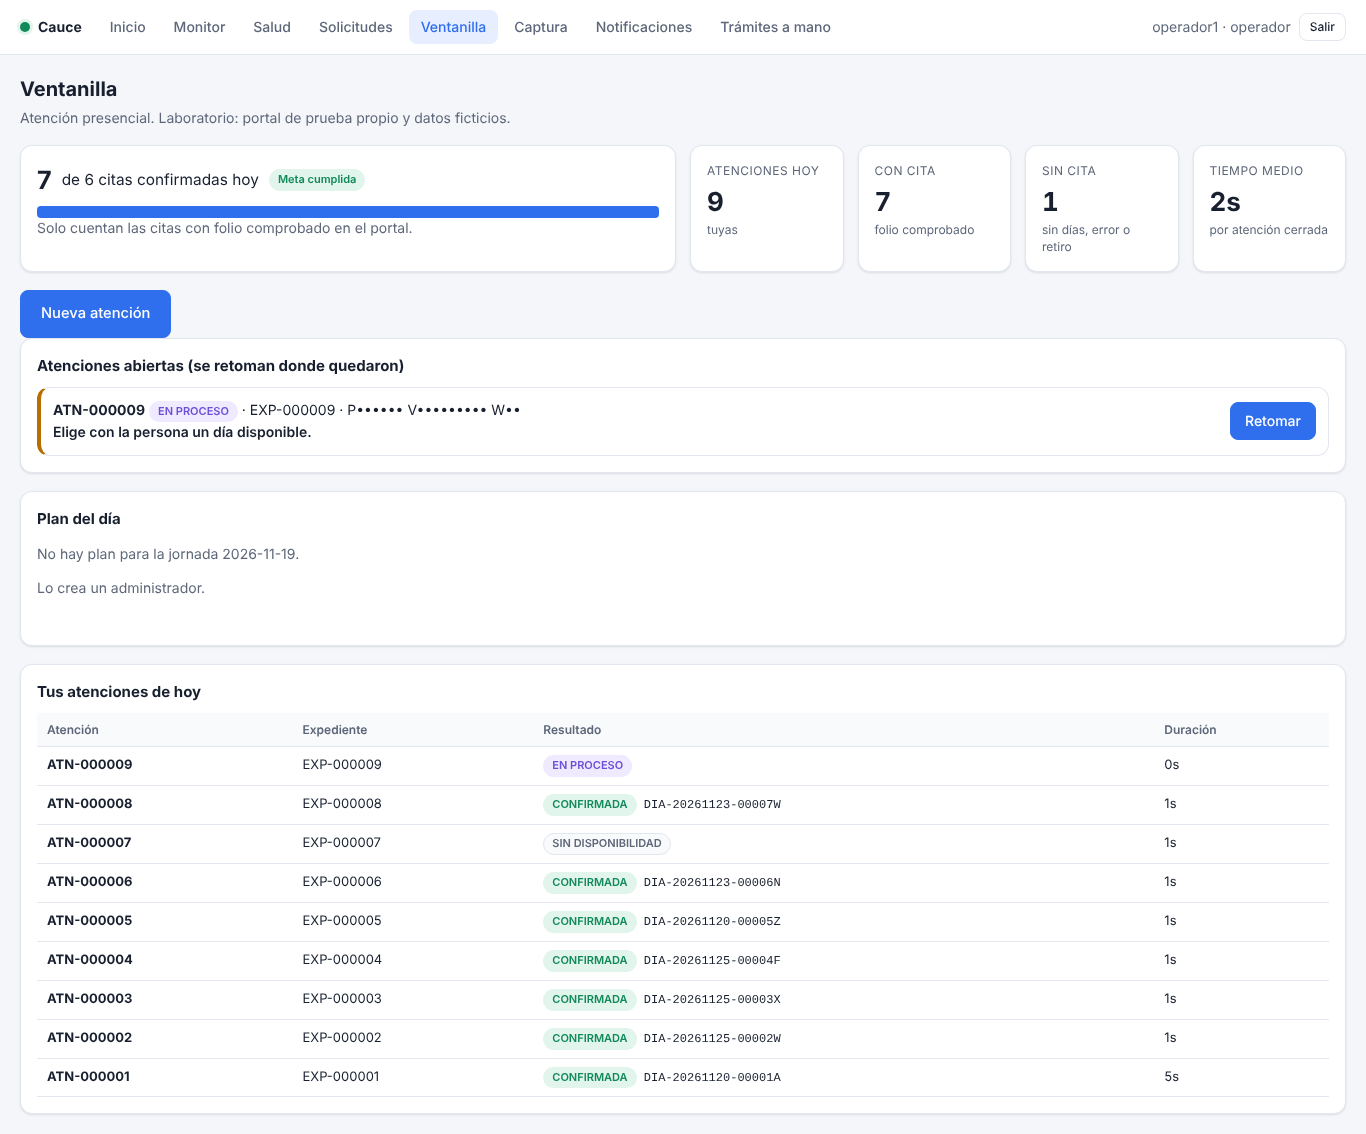 Cauce Inicio Monitor Salud Solicitudes Ventanilla Captura Notificaciones Trámites a mano operador1 · operador Salir
Ventanilla
Atención presencial. Laboratorio: portal de prueba propio y datos ficticios.
7 de 6 citas confirmadas hoy Meta cumplida
Solo cuentan las citas con folio comprobado en el portal.
ATENCIONES HOY
9
tuyas
CON CITA
7
folio comprobado
SIN CITA
1
sin días, error o
retiro
TIEMPO MEDIO
2s
por atención cerrada
Nueva atención
Atenciones abiertas (se retoman donde quedaron)
ATN-000009 EN PROCESO · EXP-000009 · P•••••• V••••••••• W••
Elige con la persona un día disponible.
Retomar
Plan del día
No hay plan para la jornada 2026-11-19.
Lo crea un administrador.
Tus atenciones de hoy
Atención Expediente Resultado Duración
ATN-000009 EXP-000009 EN PROCESO 0s
ATN-000008 EXP-000008 CONFIRMADA DIA-20261123-00007W 1s
ATN-000007 EXP-000007 SIN DISPONIBILIDAD 1s
ATN-000006 EXP-000006 CONFIRMADA DIA-20261123-00006N 1s
ATN-000005 EXP-000005 CONFIRMADA DIA-20261120-00005Z 1s
ATN-000004 EXP-000004 CONFIRMADA DIA-20261125-00004F 1s
ATN-000003 EXP-000003 CONFIRMADA DIA-20261125-00003X 1s
ATN-000002 EXP-000002 CONFIRMADA DIA-20261125-00002W 1s
ATN-000001 EXP-000001 CONFIRMADA DIA-20261120-00001A 5s